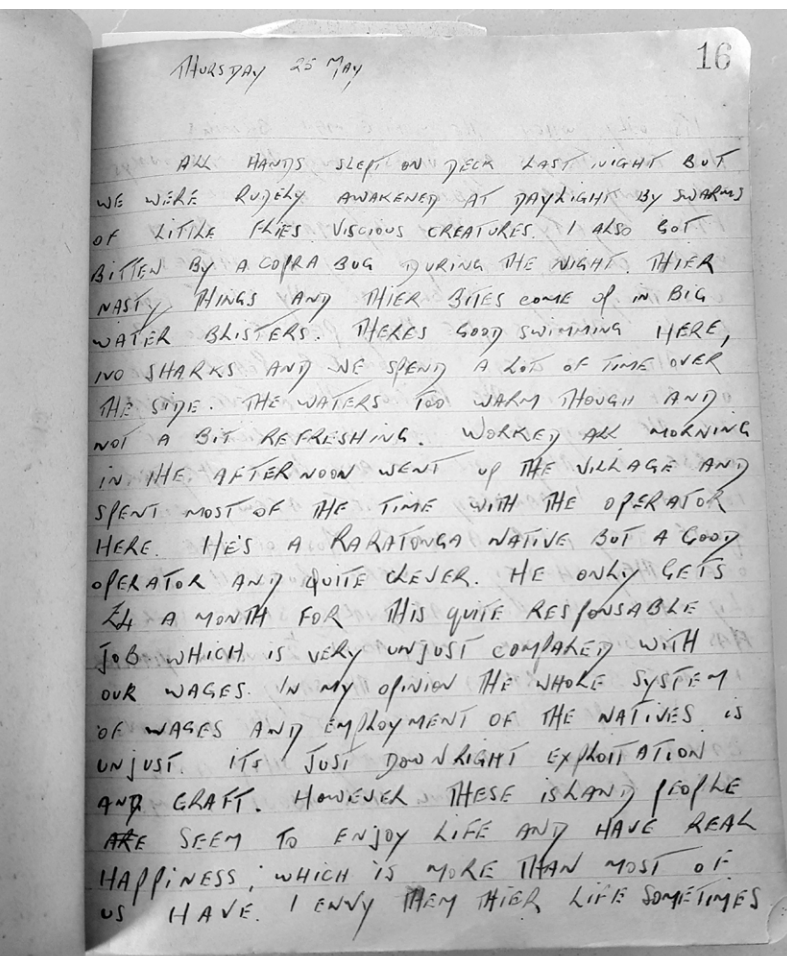 16
THURSDAY 25 MAY
ALL HANDS SLEPT ON DECK LAST NIGHT BUT
WE WERE RUDELY AWAKENED AT DAYLIGHT BY SWARMS
OF LITTLE FLIES VISCIOUS CREATURES. I ALSO GOT
BITTEN BY A COPRA BUG DURING THE NIGHT. THIER
NASTY THINGS AND THIER BITES COME UP IN BIG
WATER BLISTERS. THERES GOOD SWIMMING HERE,
NO SHARKS AND WE SPEND A LOTS OF TIME OVER
THE SIDE. THE WATERS TOO WARM THOUGH AND
NOT A BIT REFRESHING. WORKED ALL MORNING
IN THE AFTERNOON WENT UP THE VILLAGE AND
SPENT MOST OF THE TIME WITH THE OPERATOR
HERE. HE'S A RARATONGA NATIVE BUT A GOOD
OPERATOR AND QUITE CLEVER. HE ONLY GETS
£4 A MONTH FOR THIS QUITE RESPONSABLE
JOB WHICH IS VERY UNJUST COMPARED WITH
OUR WAGES. IN MY OPINION THE WHOLE SYSTEM
OF WAGES AND EMPLOYMENT OF THE NATIVES IS
UNJUST. ITS JUST DOWNRIGHT EXPLOITATION
AND GRAFT. HOWEVER THESE ISLAND PEOPLE
ARE SEEM TO ENJOY LIFE AND HAVE REAL
HAPPINESS, WHICH IS MORE THAN MOST OF
US HAVE. I ENVY THEM THIER LIFE SOMETIMES